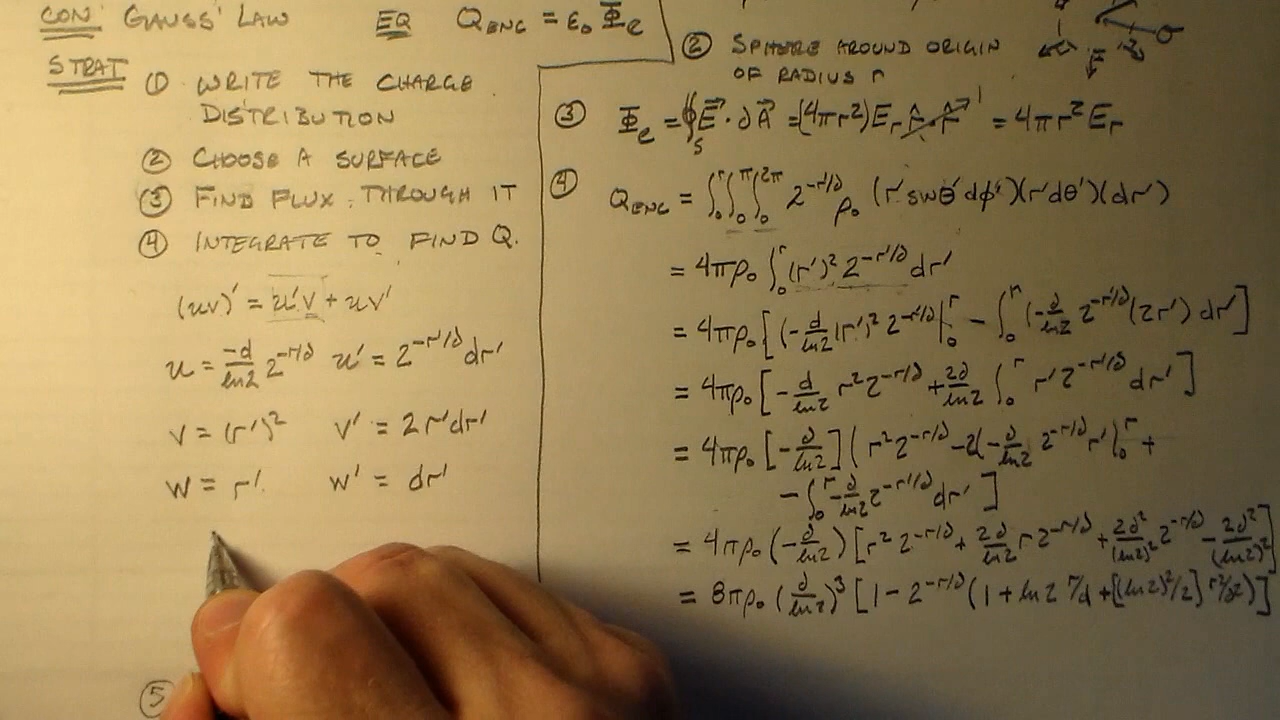 CON: GAUSS' LAW EQ Q_ENC = ε₀ Φ_e
STRAT ① WRITE THE CHARGE
DISTRIBUTION
② CHOOSE A SURFACE
③ FIND FLUX THROUGH IT
④ INTEGRATE TO FIND Q.
(uv)' = u'v + uv'
u = -d/ln2 2^(-r/d) u' = 2^(-r'/d) dr'
v = (r')² v' = 2r'dr'
w = r' w' = dr'
⑤
② SPHERE AROUND ORIGIN
OF RADIUS r
③ Φ_e = ∮_S E⃗ · dA⃗ = (4πr²) E_r r̂ · r̂ ¹ = 4πr² E_r
④ Q_ENC = ∫₀^r ∫₀^π ∫₀^2π 2^(-r'/d) ρ₀ (r' sinθ' dφ')(r'dθ')(dr')
= 4πρ₀ ∫₀^r (r')² 2^(-r'/d) dr'
= 4πρ₀ [(-d/ln2 (r')² 2^(-r'/d)|₀^r - ∫₀^r (-d/ln2 2^(-r'/d) (2r') dr']
= 4πρ₀ [-d/ln2 r² 2^(-r/d) + 2d/ln2 ∫₀^r r' 2^(-r'/d) dr']
= 4πρ₀ [-d/ln2] ( r² 2^(-r/d) - 2(-d/ln2 2^(-r'/d) r'|₀^r +
- ∫₀^r -d/ln2 2^(-r'/d) dr' ]
= 4πρ₀ (-d/ln2) [r² 2^(-r/d) + 2d/ln2 r 2^(-r/d) + 2d²/(ln2)² 2^(-r/d) - 2d²/(ln2)²]
= 8πρ₀ (d/ln2)³ [1 - 2^(-r/d) (1 + ln2 r/d + [(ln2)²/2] r²/d²)]